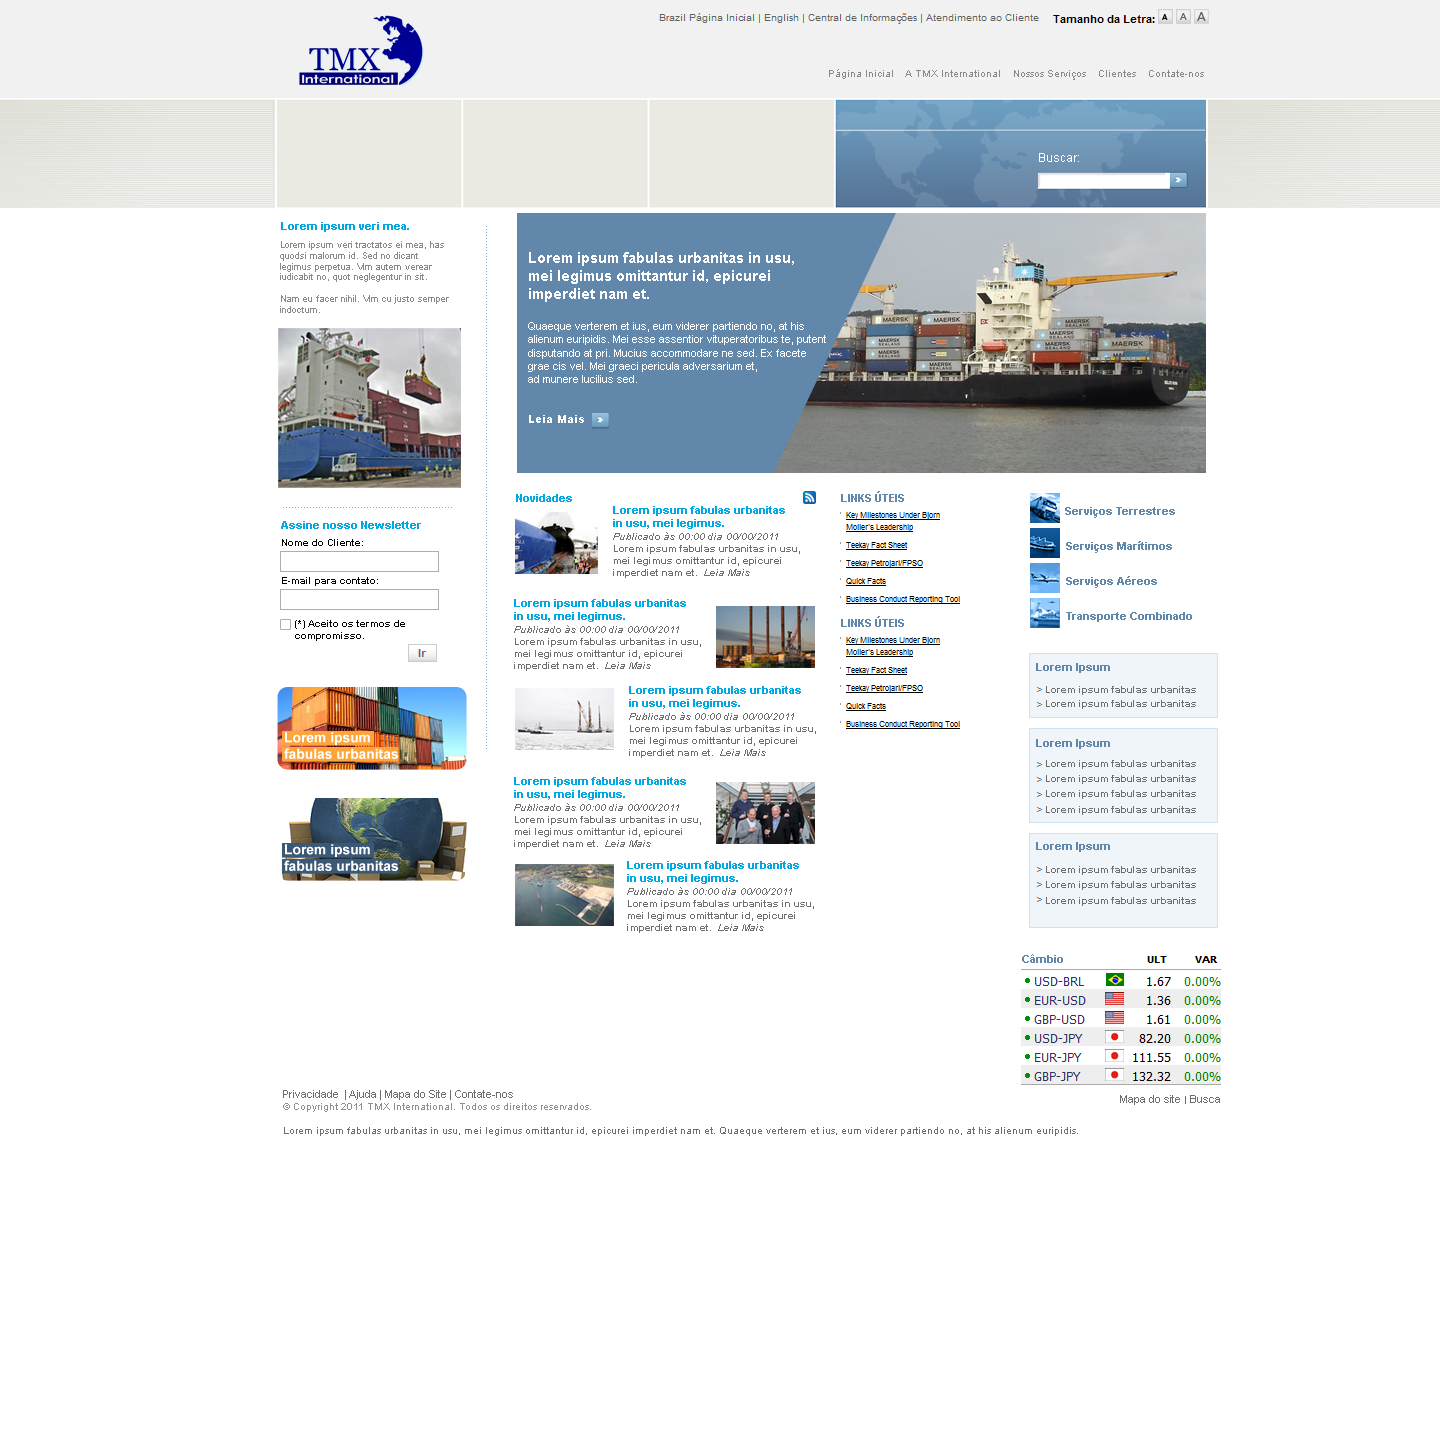 Brazil Página Inicial | English | Central de Informações | Atendimento ao Cliente Tamanho da Letra: A A A
TMX
International
Página Inicial A TMX International Nossos Serviços Clientes Contate-nos
Buscar:
Lorem ipsum veri mea.
Lorem ipsum veri tractatos ei mea, has
quodsi malorum id. Sed no dicant
legimus perpetua. Vim autem verear
iudicabit no, quot neglegentur in sit.
Nam eu facer nihil. Vim cu justo semper
indoctum.
Assine nosso Newsletter
Nome do Cliente:
E-mail para contato:
(*) Aceito os termos de
compromisso.
Ir
Lorem ipsum
fabulas urbanitas
Lorem ipsum
fabulas urbanitas
Lorem ipsum fabulas urbanitas in usu,
mei legimus omittantur id, epicurei
imperdiet nam et.
Quaeque verterem et ius, eum viderer partiendo no, at his
alienum euripidis. Mei esse assentior vituperatoribus te, putent
disputando at pri. Mucius accommodare ne sed. Ex facete
grae cis vel. Mei graeci pericula adversarium et,
ad munere lucilius sed.
Leia Mais
MAERSK
SEALAND
MAERSK
MAERSK
SEALAND
MAERSK
SEALAND
Novidades
Lorem ipsum fabulas urbanitas
in usu, mei legimus.
Publicado às 00:00 dia 00/00/2011
Lorem ipsum fabulas urbanitas in usu,
mei legimus omittantur id, epicurei
imperdiet nam et. Leia Mais
Lorem ipsum fabulas urbanitas
in usu, mei legimus.
Publicado às 00:00 dia 00/00/2011
Lorem ipsum fabulas urbanitas in usu,
mei legimus omittantur id, epicurei
imperdiet nam et. Leia Mais
Lorem ipsum fabulas urbanitas
in usu, mei legimus.
Publicado às 00:00 dia 00/00/2011
Lorem ipsum fabulas urbanitas in usu,
mei legimus omittantur id, epicurei
imperdiet nam et. Leia Mais
Lorem ipsum fabulas urbanitas
in usu, mei legimus.
Publicado às 00:00 dia 00/00/2011
Lorem ipsum fabulas urbanitas in usu,
mei legimus omittantur id, epicurei
imperdiet nam et. Leia Mais
Lorem ipsum fabulas urbanitas
in usu, mei legimus.
Publicado às 00:00 dia 00/00/2011
Lorem ipsum fabulas urbanitas in usu,
mei legimus omittantur id, epicurei
imperdiet nam et. Leia Mais
LINKS ÚTEIS
Key Milestones Under Bjorn
Moller's Leadership
Teekay Fact Sheet
Teekay Petrojarl/FPSO
Quick Facts
Business Conduct Reporting Tool
LINKS ÚTEIS
Key Milestones Under Bjorn
Moller's Leadership
Teekay Fact Sheet
Teekay Petrojarl/FPSO
Quick Facts
Business Conduct Reporting Tool
Serviços Terrestres
Serviços Marítimos
Serviços Aéreos
Transporte Combinado
Lorem Ipsum
> Lorem ipsum fabulas urbanitas
> Lorem ipsum fabulas urbanitas
Lorem Ipsum
> Lorem ipsum fabulas urbanitas
> Lorem ipsum fabulas urbanitas
> Lorem ipsum fabulas urbanitas
> Lorem ipsum fabulas urbanitas
Lorem Ipsum
> Lorem ipsum fabulas urbanitas
> Lorem ipsum fabulas urbanitas
> Lorem ipsum fabulas urbanitas
Câmbio ULT VAR
USD-BRL 1.67 0.00%
EUR-USD 1.36 0.00%
GBP-USD 1.61 0.00%
USD-JPY 82.20 0.00%
EUR-JPY 111.55 0.00%
GBP-JPY 132.32 0.00%
Privacidade | Ajuda | Mapa do Site | Contate-nos
© Copyright 2011 TMX International. Todos os direitos reservados.
Mapa do site | Busca
Lorem ipsum fabulas urbanitas in usu, mei legimus omittantur id, epicurei imperdiet nam et. Quaeque verterem et ius, eum viderer partiendo no, at his alienum euripidis.